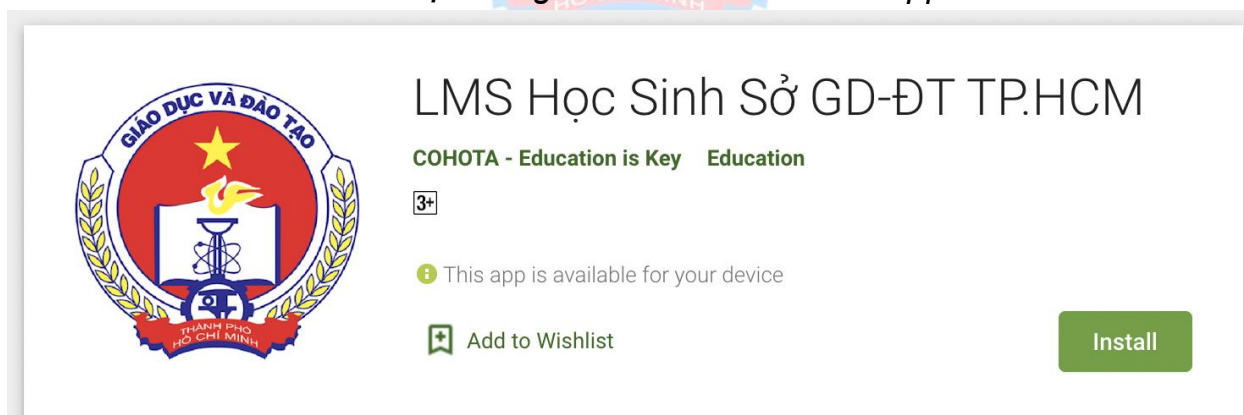 LMS Học Sinh Sở GD-ĐT TP.HCM
GIÁO DỤC VÀ ĐÀO TẠO
COHOTA - Education is Key Education
3+
This app is available for your device
THÀNH PHỐ
HỒ CHÍ MINH
Add to Wishlist
Install